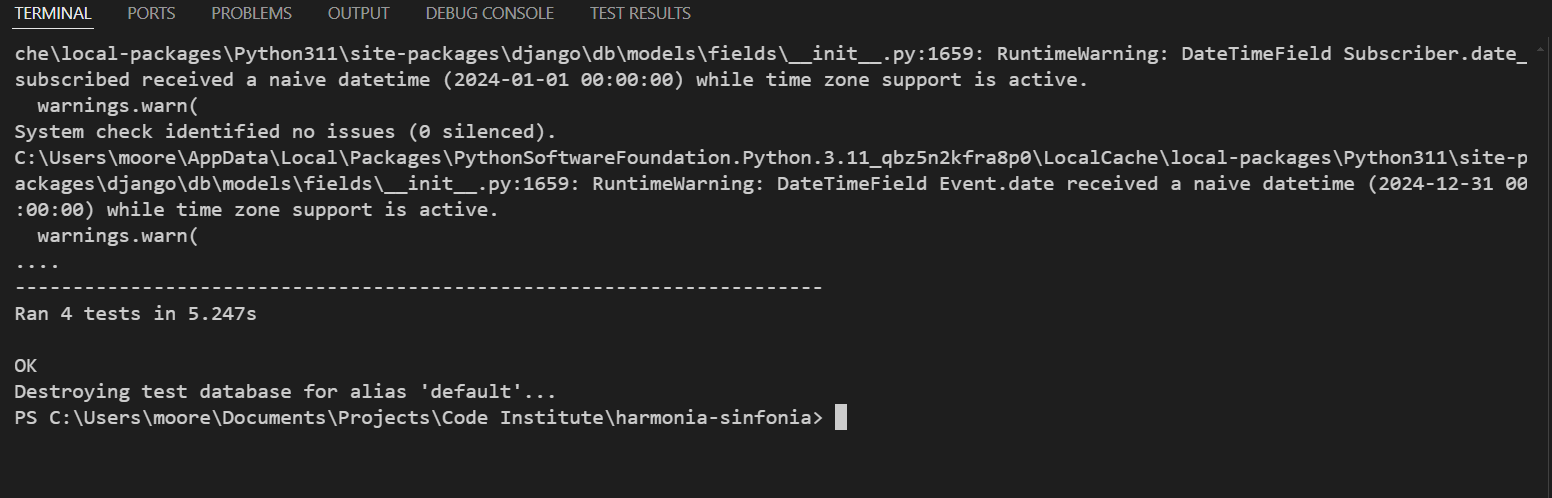 TERMINAL PORTS PROBLEMS OUTPUT DEBUG CONSOLE TEST RESULTS
che\local-packages\Python311\site-packages\django\db\models\fields\__init__.py:1659: RuntimeWarning: DateTimeField Subscriber.date_
subscribed received a naive datetime (2024-01-01 00:00:00) while time zone support is active.
  warnings.warn(
System check identified no issues (0 silenced).
C:\Users\moore\AppData\Local\Packages\PythonSoftwareFoundation.Python.3.11_qbz5n2kfra8p0\LocalCache\local-packages\Python311\site-p
ackages\django\db\models\fields\__init__.py:1659: RuntimeWarning: DateTimeField Event.date received a naive datetime (2024-12-31 00
:00:00) while time zone support is active.
  warnings.warn(
....
----------------------------------------------------------------------
Ran 4 tests in 5.247s

OK
Destroying test database for alias 'default'...
PS C:\Users\moore\Documents\Projects\Code Institute\harmonia-sinfonia>